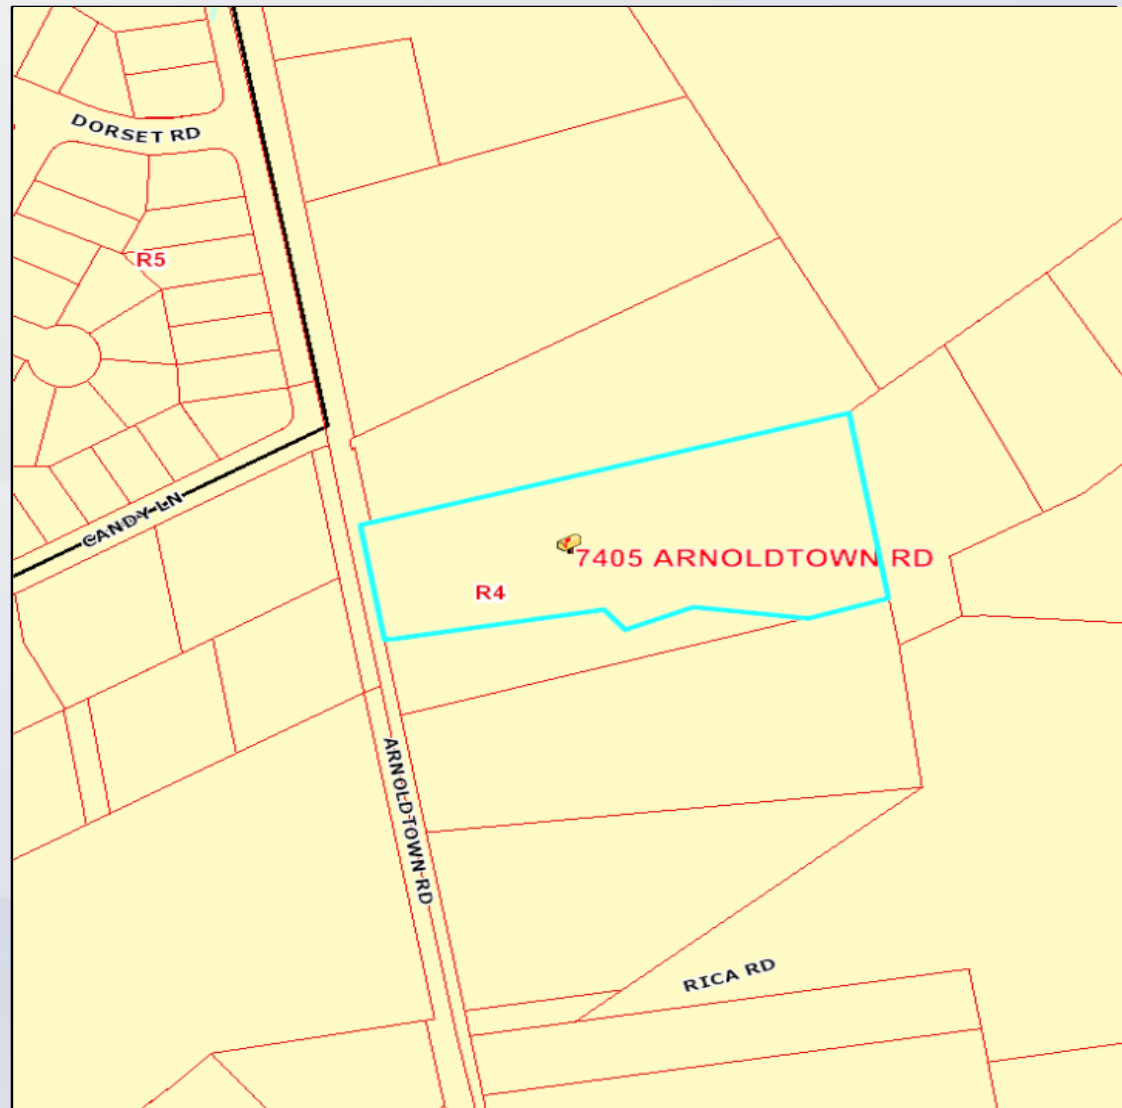 DORSET RD
R5
CANDY LN
7405 ARNOLDTOWN RD
R4
ARNOLDTOWN RD
RICA RD